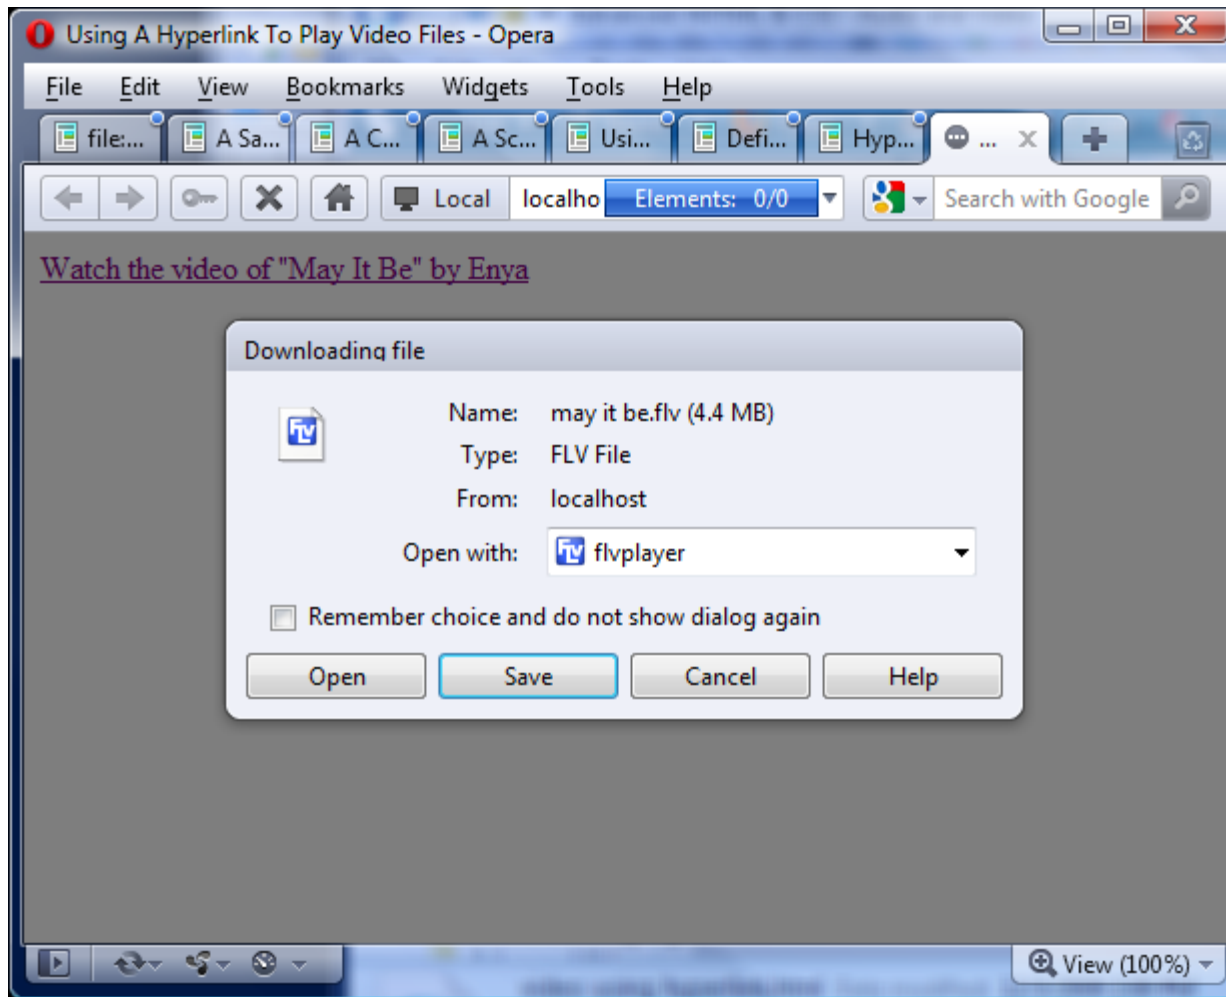 Using A Hyperlink To Play Video Files - Opera
File Edit View Bookmarks Widgets Tools Help
file:... A Sa... A C... A Sc... Usi... Defi... Hyp... ...
Local localho Elements: 0/0 Search with Google
Watch the video of "May It Be" by Enya
Downloading file
Name: may it be.flv (4.4 MB)
Type: FLV File
From: localhost
Open with: flvplayer
Remember choice and do not show dialog again
Open Save Cancel Help
View (100%)